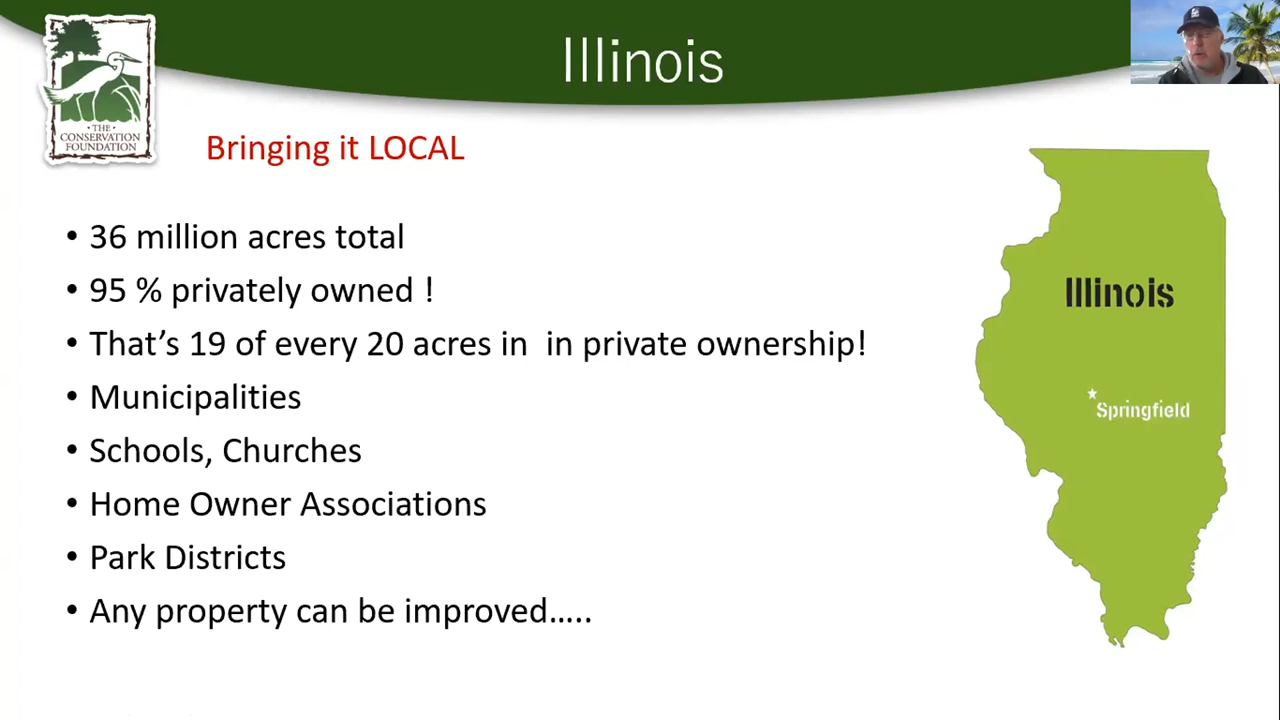 Illinois
• THE •
CONSERVATION
FOUNDATION
Bringing it LOCAL
• 36 million acres total
• 95 % privately owned !
• That’s 19 of every 20 acres in  in private ownership!
• Municipalities
• Schools, Churches
• Home Owner Associations
• Park Districts
• Any property can be improved…..
Illinois
Springfield